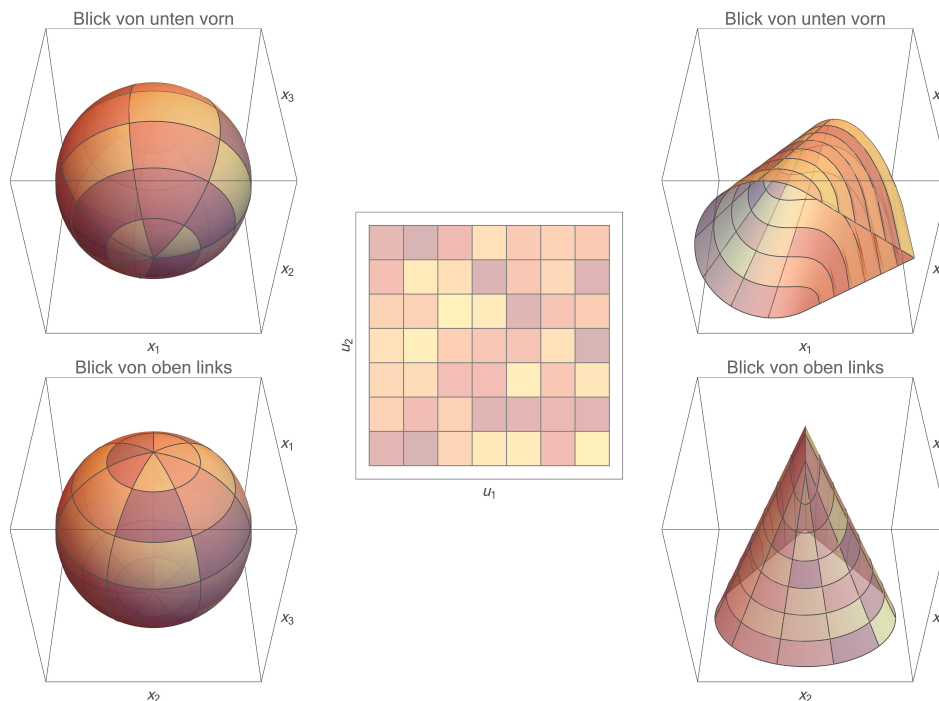 Blick von unten vorn
x3
x2
x1
Blick von oben links
x1
x3
x2
u2
u1
Blick von unten vorn
x
x
x1
Blick von oben links
x
x
x2